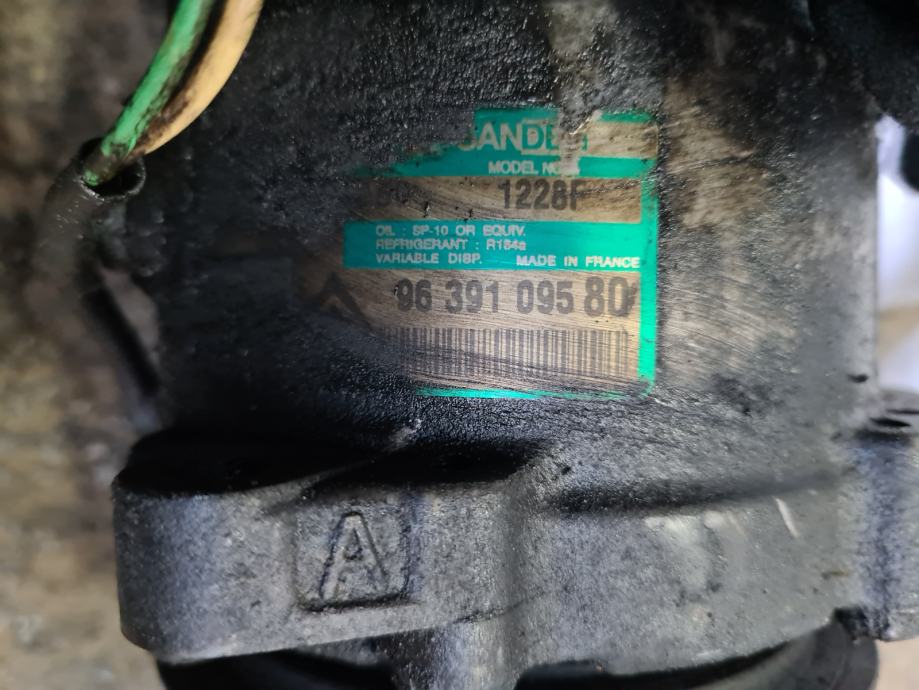 SANDEN
MODEL NO.
1228F
OIL : SP-10 OR EQUIV.
REFRIGERANT : R134a
VARIABLE DISP. MADE IN FRANCE
96 391 095 80
A